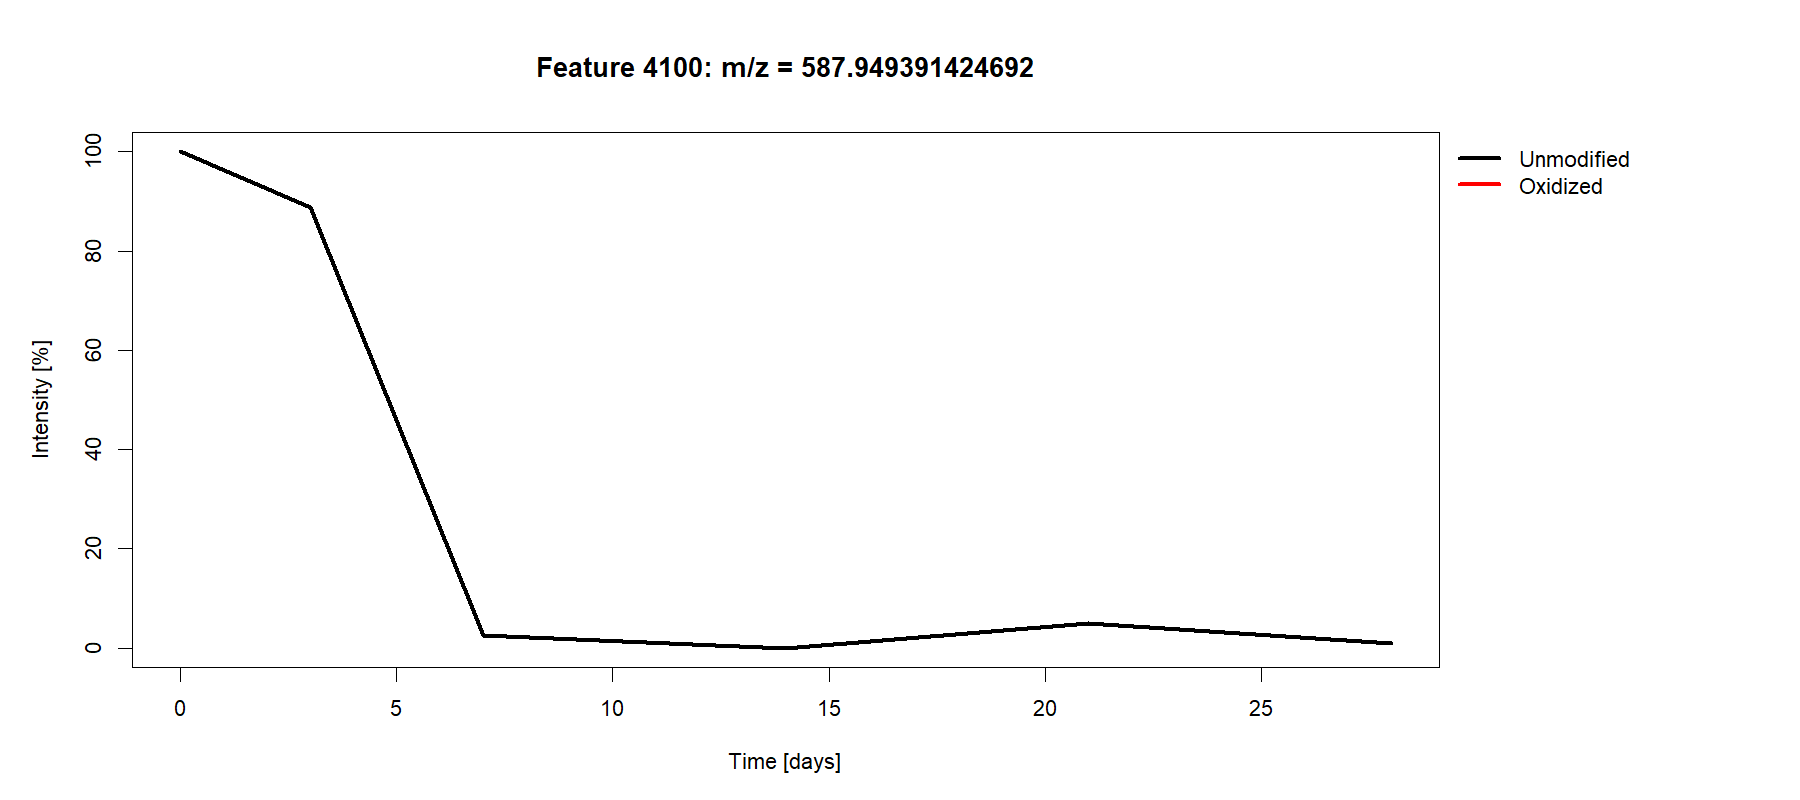 Feature 4100: m/z = 587.949391424692
Unmodified
Oxidized
Intensity [%]
100
80
60
40
20
0
0 5 10 15 20 25
Time [days]